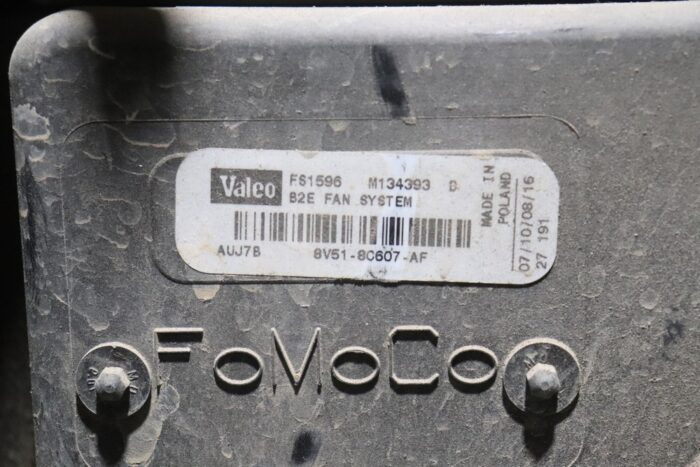 Valeo
FS1596 M134393 D
B2E FAN SYSTEM
AUJ7B 8V51-8C607-AF
MADE IN
POLAND
07/10/08/16
27 191
FoMoCo